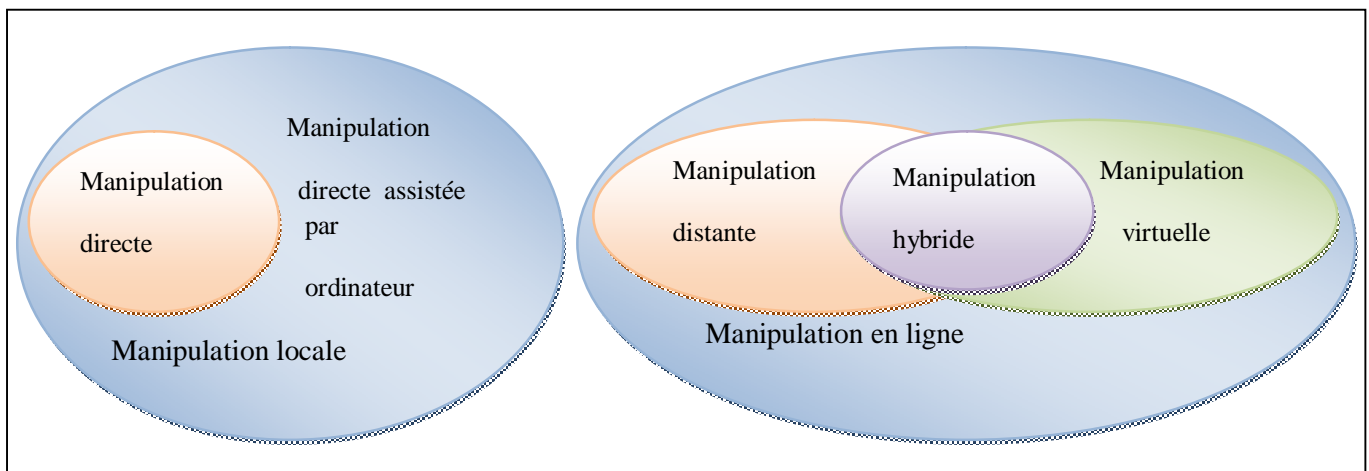 Manipulation
directe assistée
par
ordinateur
Manipulation
directe
Manipulation locale
Manipulation
distante
Manipulation
hybride
Manipulation
virtuelle
Manipulation en ligne